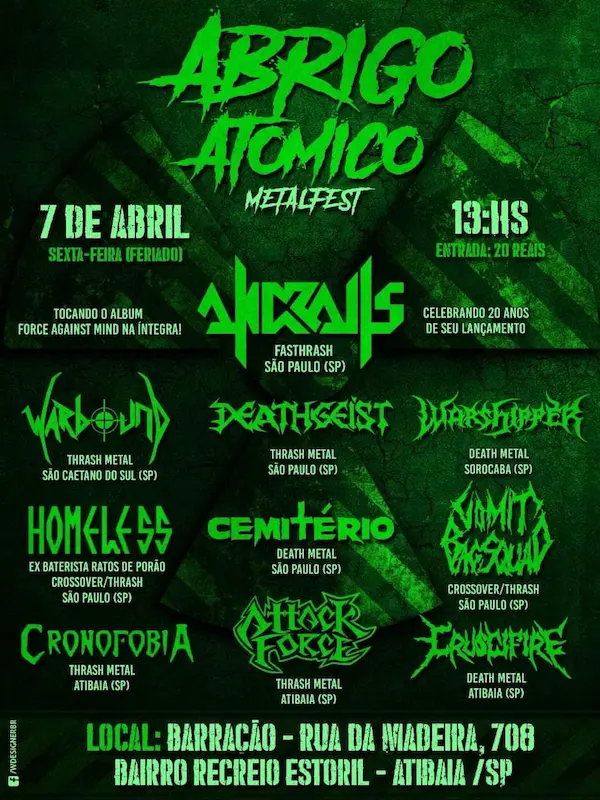 ABRIGO
ATOMICO
METALFEST
7 DE ABRIL
SEXTA-FEIRA (FERIADO)
13:HS
ENTRADA: 20 REAIS
TOCANDO O ALBUM
FORCE AGAINST MIND NA ÍNTEGRA!
ANDRALLS
FASTHRASH
SÃO PAULO (SP)
CELEBRANDO 20 ANOS
DE SEU LANÇAMENTO
WARBOUND
THRASH METAL
SÃO CAETANO DO SUL (SP)
DEATHGEIST
THRASH METAL
SÃO PAULO (SP)
WARSHIPPER
DEATH METAL
SOROCABA (SP)
HOMELESS
EX BATERISTA RATOS DE PORÃO
CROSSOVER/THRASH
SÃO PAULO (SP)
CEMITÉRIO
DEATH METAL
SÃO PAULO (SP)
VOMIT
BAG SQUAD
CROSSOVER/THRASH
SÃO PAULO (SP)
CRONOFOBIA
THRASH METAL
ATIBAIA (SP)
ATTACK
FORCE
THRASH METAL
ATIBAIA (SP)
CRUSCIFIRE
DEATH METAL
ATIBAIA (SP)
LOCAL: BARRACÃO - RUA DA MADEIRA, 708
BAIRRO RECREIO ESTORIL - ATIBAIA /SP
/WDESIGNERBR